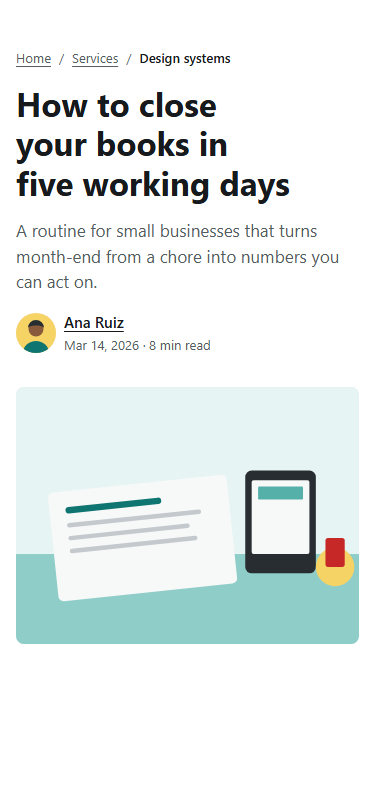 Home / Services / Design systems
How to close
your books in
five working days
A routine for small businesses that turns
month-end from a chore into numbers you
can act on.
Ana Ruiz
Mar 14, 2026 · 8 min read